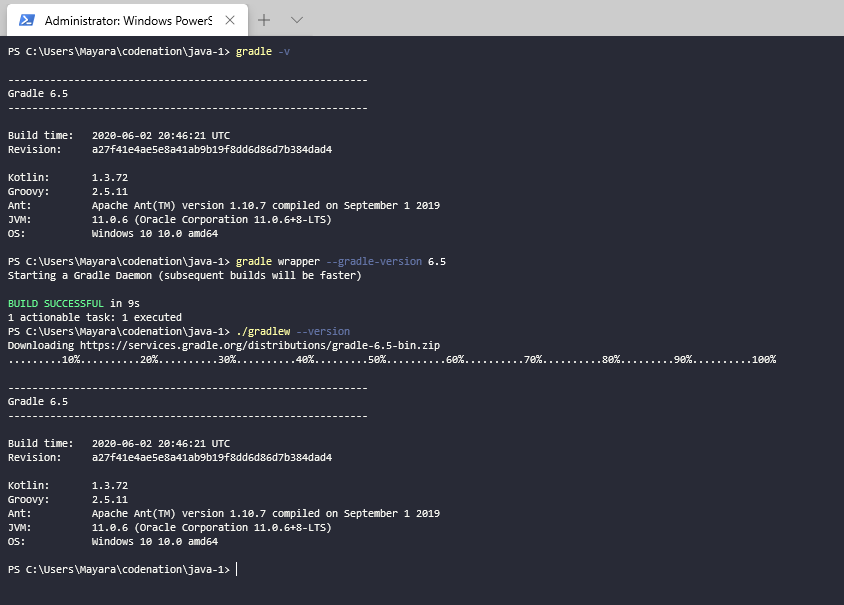 Administrator: Windows PowerS
PS C:\Users\Mayara\codenation\java-1> gradle -v
------------------------------------------------------------
Gradle 6.5
------------------------------------------------------------
Build time:   2020-06-02 20:46:21 UTC
Revision:     a27f41e4ae5e8a41ab9b19f8dd6d86d7b384dad4
Kotlin:       1.3.72
Groovy:       2.5.11
Ant:          Apache Ant(TM) version 1.10.7 compiled on September 1 2019
JVM:          11.0.6 (Oracle Corporation 11.0.6+8-LTS)
OS:           Windows 10 10.0 amd64
PS C:\Users\Mayara\codenation\java-1> gradle wrapper --gradle-version 6.5
Starting a Gradle Daemon (subsequent builds will be faster)
BUILD SUCCESSFUL in 9s
1 actionable task: 1 executed
PS C:\Users\Mayara\codenation\java-1> ./gradlew --version
Downloading https://services.gradle.org/distributions/gradle-6.5-bin.zip
.........10%..........20%..........30%..........40%.........50%..........60%..........70%..........80%.........90%..........100%
------------------------------------------------------------
Gradle 6.5
------------------------------------------------------------
Build time:   2020-06-02 20:46:21 UTC
Revision:     a27f41e4ae5e8a41ab9b19f8dd6d86d7b384dad4
Kotlin:       1.3.72
Groovy:       2.5.11
Ant:          Apache Ant(TM) version 1.10.7 compiled on September 1 2019
JVM:          11.0.6 (Oracle Corporation 11.0.6+8-LTS)
OS:           Windows 10 10.0 amd64
PS C:\Users\Mayara\codenation\java-1>